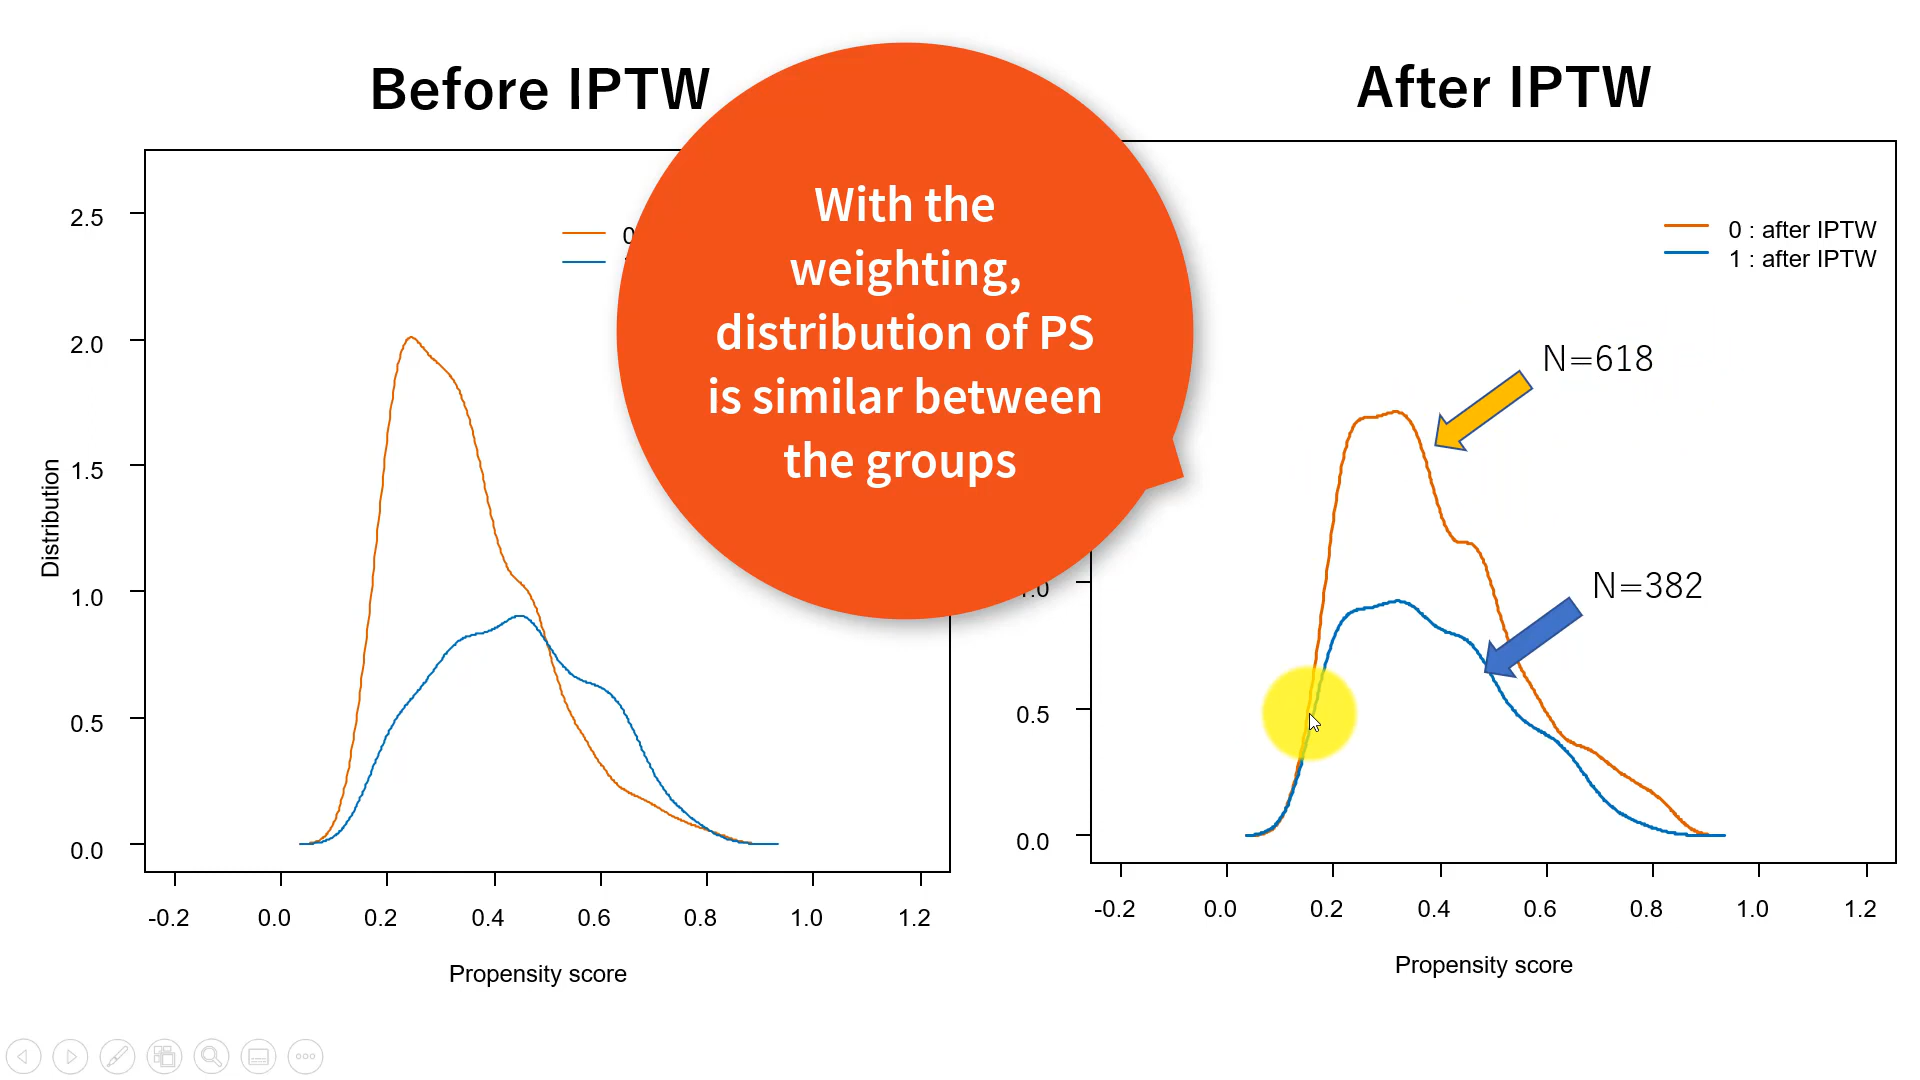 Before IPTW
After IPTW
With the
weighting,
distribution of PS
is similar between
the groups
2.5
2.0
1.5
1.0
0.5
0.0
Distribution
-0.2 0.0 0.2 0.4 0.6 0.8 1.0 1.2
Propensity score
0
0 : after IPTW
1 : after IPTW
N=618
N=382
1.0
0.5
0.0
-0.2 0.0 0.2 0.4 0.6 0.8 1.0 1.2
Propensity score